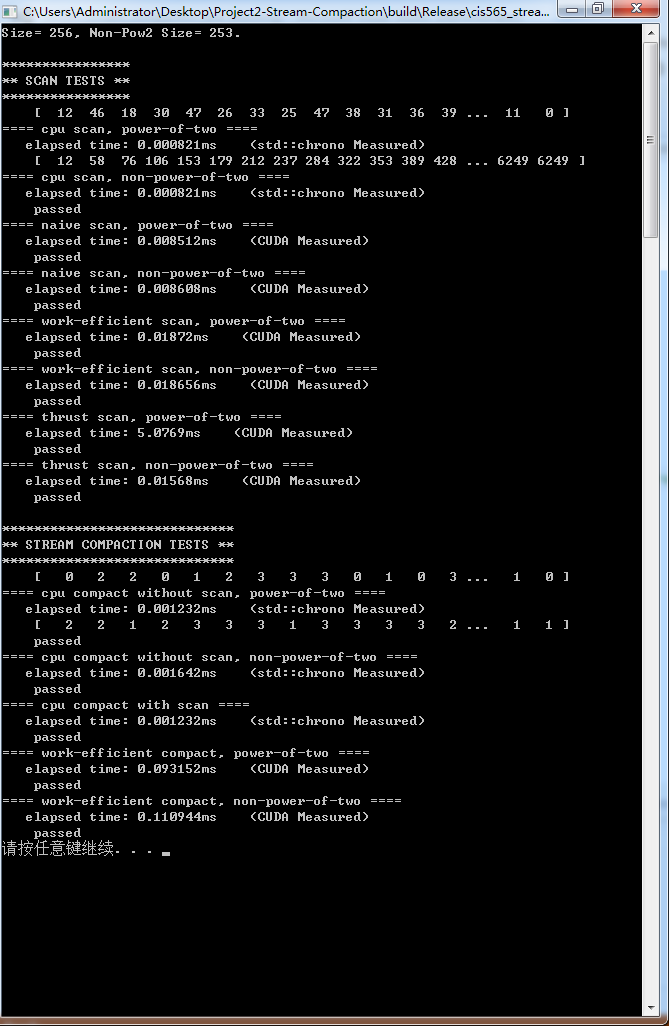 C:\Users\Administrator\Desktop\Project2-Stream-Compaction\build\Release\cis565_strea...
Size= 256, Non-Pow2 Size= 253.
****************
** SCAN TESTS **
****************
    [  12  46  18  30  47  26  33  25  47  38  31  36  39 ...  11   0 ]
==== cpu scan, power-of-two ====
   elapsed time: 0.000821ms    (std::chrono Measured)
    [  12  58  76 106 153 179 212 237 284 322 353 389 428 ... 6249 6249 ]
==== cpu scan, non-power-of-two ====
   elapsed time: 0.000821ms    (std::chrono Measured)
    passed
==== naive scan, power-of-two ====
   elapsed time: 0.008512ms    (CUDA Measured)
    passed
==== naive scan, non-power-of-two ====
   elapsed time: 0.008608ms    (CUDA Measured)
    passed
==== work-efficient scan, power-of-two ====
   elapsed time: 0.01872ms    (CUDA Measured)
    passed
==== work-efficient scan, non-power-of-two ====
   elapsed time: 0.018656ms    (CUDA Measured)
    passed
==== thrust scan, power-of-two ====
   elapsed time: 5.0769ms    (CUDA Measured)
    passed
==== thrust scan, non-power-of-two ====
   elapsed time: 0.01568ms    (CUDA Measured)
    passed
*****************************
** STREAM COMPACTION TESTS **
*****************************
    [   0   2   2   0   1   2   3   3   3   0   1   0   3 ...   1   0 ]
==== cpu compact without scan, power-of-two ====
   elapsed time: 0.001232ms    (std::chrono Measured)
    [   2   2   1   2   3   3   3   1   3   3   3   3   2 ...   1   1 ]
    passed
==== cpu compact without scan, non-power-of-two ====
   elapsed time: 0.001642ms    (std::chrono Measured)
    passed
==== cpu compact with scan ====
   elapsed time: 0.001232ms    (std::chrono Measured)
    passed
==== work-efficient compact, power-of-two ====
   elapsed time: 0.093152ms    (CUDA Measured)
    passed
==== work-efficient compact, non-power-of-two ====
   elapsed time: 0.110944ms    (CUDA Measured)
    passed
请按任意键继续. . .